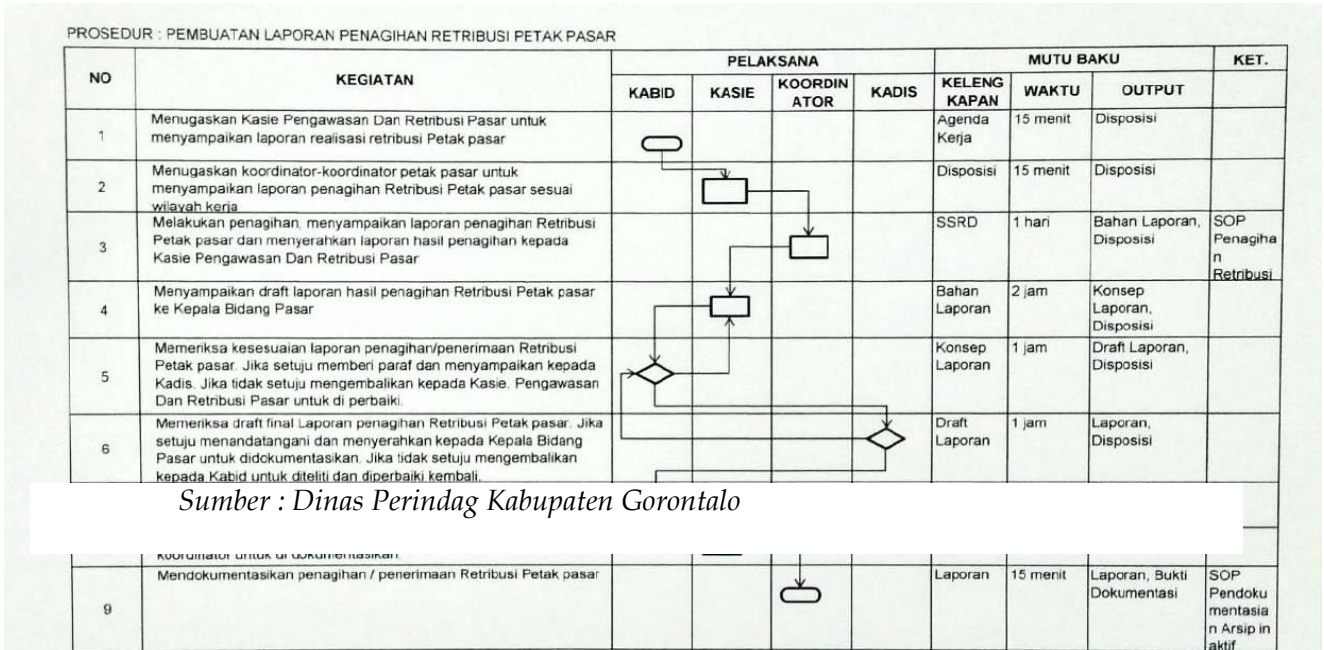 PROSEDUR : PEMBUATAN LAPORAN PENAGIHAN RETRIBUSI PETAK PASAR
NO
KEGIATAN
PELAKSANA
MUTU BAKU
KET.
KABID
KASIE
KOORDIN
ATOR
KADIS
KELENG
KAPAN
WAKTU
OUTPUT
1
Menugaskan Kasie Pengawasan Dan Retribusi Pasar untuk
menyampaikan laporan realisasi retribusi Petak pasar
Agenda
Kerja
15 menit
Disposisi
2
Menugaskan koordinator-koordinator petak pasar untuk
menyampaikan laporan penagihan Retribusi Petak pasar sesuai
wilayah kerja
Disposisi
15 menit
Disposisi
3
Melakukan penagihan, menyampaikan laporan penagihan Retribusi
Petak pasar dan menyerahkan laporan hasil penagihan kepada
Kasie Pengawasan Dan Retribusi Pasar
SSRD
1 hari
Bahan Laporan,
Disposisi
SOP
Penagiha
n
Retribusi
4
Menyampaikan draft laporan hasil penagihan Retribusi Petak pasar
ke Kepala Bidang Pasar
Bahan
Laporan
2 jam
Konsep
Laporan,
Disposisi
5
Memeriksa kesesuaian laporan penagihan/penerimaan Retribusi
Petak pasar. Jika setuju memberi paraf dan menyampaikan kepada
Kadis. Jika tidak setuju mengembalikan kepada Kasie. Pengawasan
Dan Retribusi Pasar untuk di perbaiki.
Konsep
Laporan
1 jam
Draft Laporan,
Disposisi
6
Memeriksa draft final Laporan penagihan Retribusi Petak pasar. Jika
setuju menandatangani dan menyerahkan kepada Kepala Bidang
Pasar untuk didokumentasikan. Jika tidak setuju mengembalikan
kepada Kabid untuk diteliti dan diperbaiki kembali.
Draft
Laporan
1 jam
Laporan,
Disposisi
Sumber : Dinas Perindag Kabupaten Gorontalo
koordinator untuk di dokumentasikan.
9
Mendokumentasikan penagihan / penerimaan Retribusi Petak pasar
Laporan
15 menit
Laporan, Bukti
Dokumentasi
SOP
Pendoku
mentasia
n Arsip in
aktif